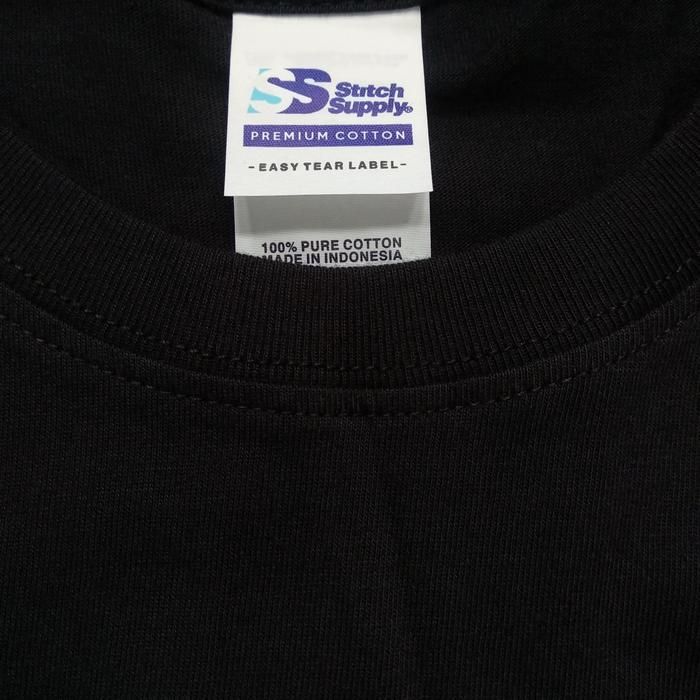 SS Stitch
Supply®
PREMIUM COTTON
-EASY TEAR LABEL-
100% PURE COTTON
MADE IN INDONESIA